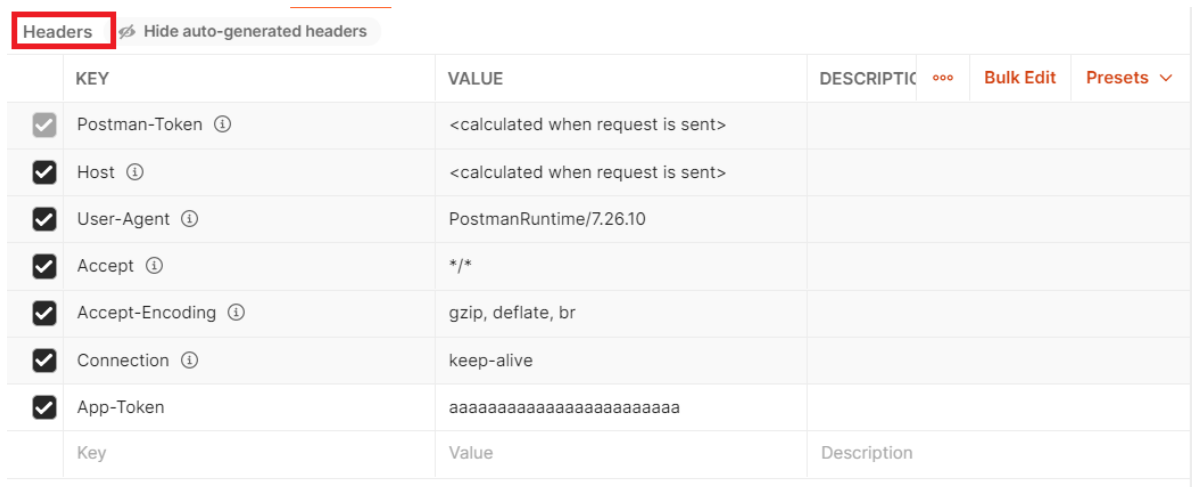 Headers Hide auto-generated headers
KEY VALUE DESCRIPTIC ooo Bulk Edit Presets
Postman-Token <calculated when request is sent>
Host <calculated when request is sent>
User-Agent PostmanRuntime/7.26.10
Accept */*
Accept-Encoding gzip, deflate, br
Connection keep-alive
App-Token aaaaaaaaaaaaaaaaaaaaaaaa
Key Value Description